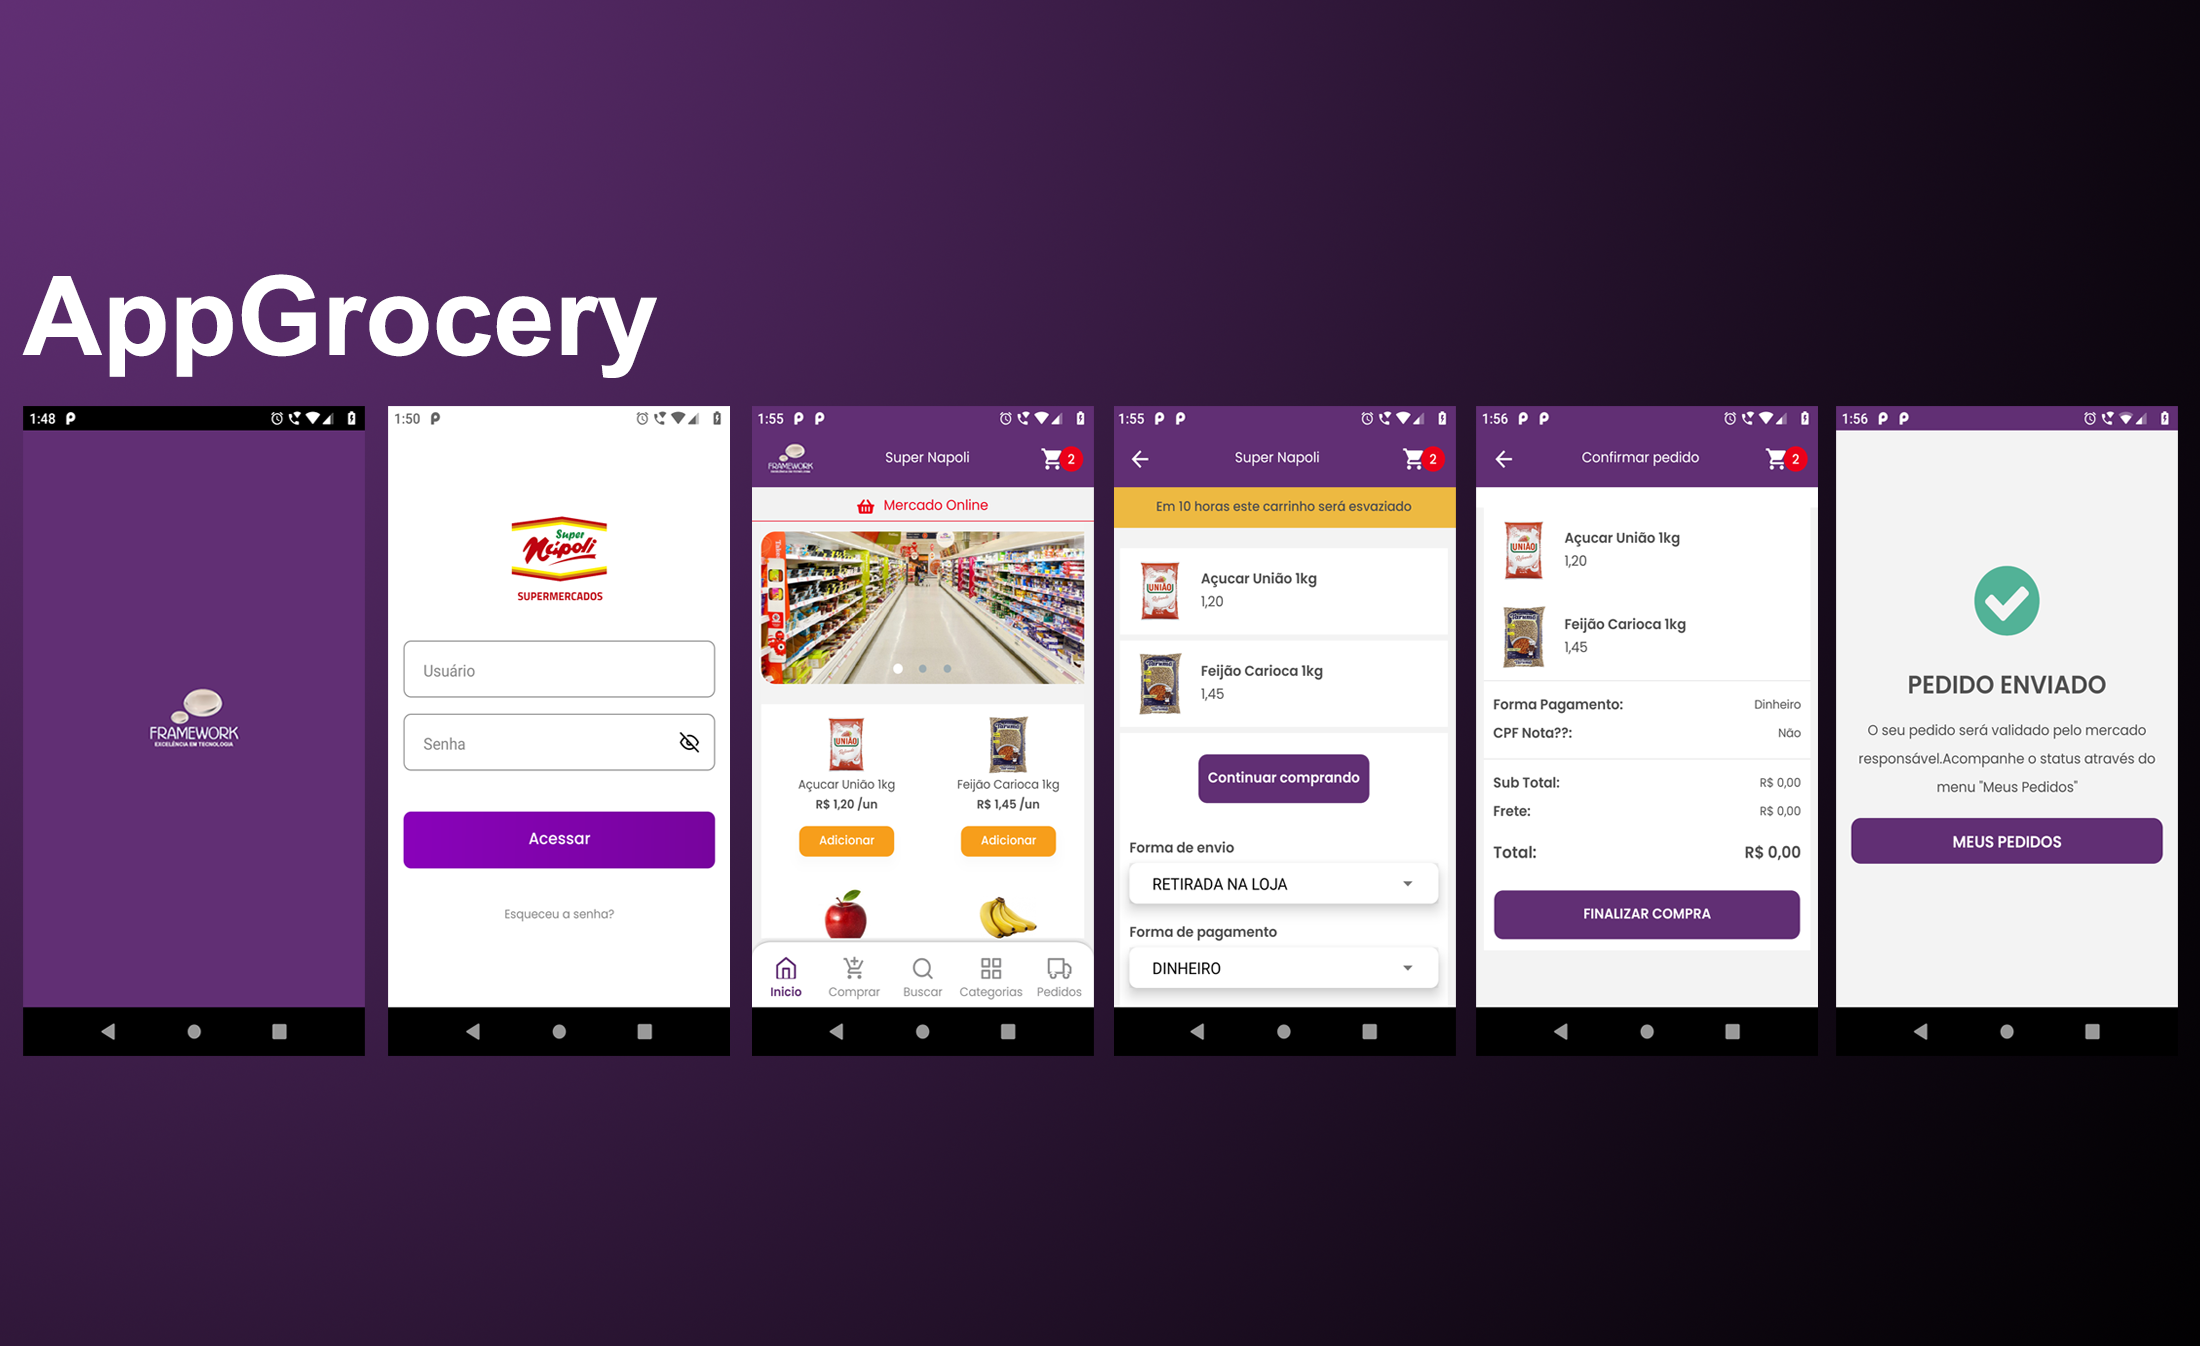 AppGrocery
1:48
FRAMEWORK
EXCELÊNCIA EM TECNOLOGIA
1:50
Super
Nápoli
SUPERMERCADOS
Usuário
Senha
Acessar
Esqueceu a senha?
1:55
FRAMEWORK
Super Napoli
2
Mercado Online
UNIÃO
Açucar União 1kg
R$ 1,20 /un
Adicionar
Feijão Carioca 1kg
R$ 1,45 /un
Adicionar
Inicio
Comprar
Buscar
Categorias
Pedidos
1:55
Super Napoli
2
Em 10 horas este carrinho será esvaziado
UNIÃO
Açucar União 1kg
1,20
Feijão Carioca 1kg
1,45
Continuar comprando
Forma de envio
RETIRADA NA LOJA
Forma de pagamento
DINHEIRO
1:56
Confirmar pedido
2
UNIÃO
Açucar União 1kg
1,20
Feijão Carioca 1kg
1,45
Forma Pagamento: Dinheiro
CPF Nota??: Não
Sub Total: R$ 0,00
Frete: R$ 0,00
Total: R$ 0,00
FINALIZAR COMPRA
1:56
PEDIDO ENVIADO
O seu pedido será validado pelo mercado
responsável.Acompanhe o status através do
menu "Meus Pedidos"
MEUS PEDIDOS